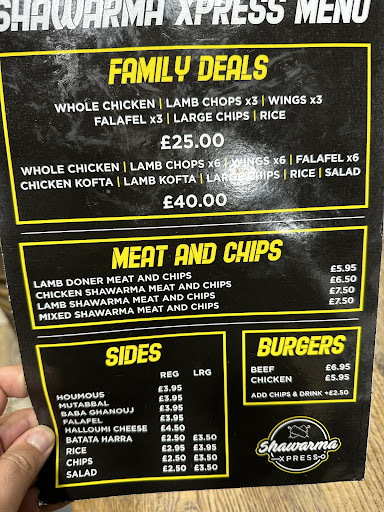 SHAWARMA XPRESS MENU
FAMILY DEALS
WHOLE CHICKEN | LAMB CHOPS x3 | WINGS x3
FALAFEL x3 | LARGE CHIPS | RICE
£25.00
WHOLE CHICKEN | LAMB CHOPS x6 | WINGS x6 | FALAFEL x6
CHICKEN KOFTA | LAMB KOFTA | LARGE CHIPS | RICE | SALAD
£40.00
MEAT AND CHIPS
LAMB DONER MEAT AND CHIPS £5.95
CHICKEN SHAWARMA MEAT AND CHIPS £6.50
LAMB SHAWARMA MEAT AND CHIPS £7.50
MIXED SHAWARMA MEAT AND CHIPS £7.50
SIDES
REG LRG
HOUMOUS £3.95
MUTABBAL £3.95
BABA GHANOUJ £3.95
FALAFEL £3.95
HALLOUMI CHEESE £4.50
BATATA HARRA £2.50 £3.50
RICE £2.95 £3.95
CHIPS £2.50 £3.50
SALAD £2.50 £3.50
BURGERS
BEEF £6.95
CHICKEN £5.95
ADD CHIPS & DRINK +£2.50
Shawarma
XPRESS